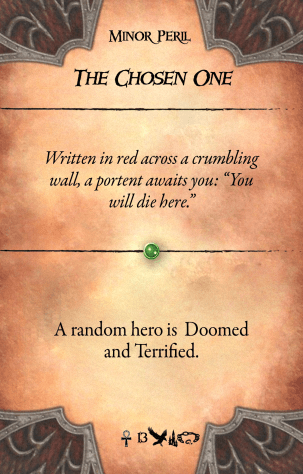 Minor Peril
The Chosen One
Written in red across a crumbling
wall, a portent awaits you: “You
will die here.”
A random hero is Doomed
and Terrified.